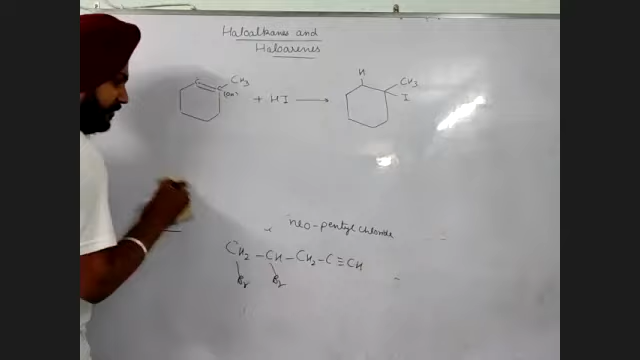 Haloalkanes and
Haloarenes
H
C CH3 CH3
+ HI → I
neo-pentyl chloride
CH2 - CH - CH2 - C ≡ CH
Br Br